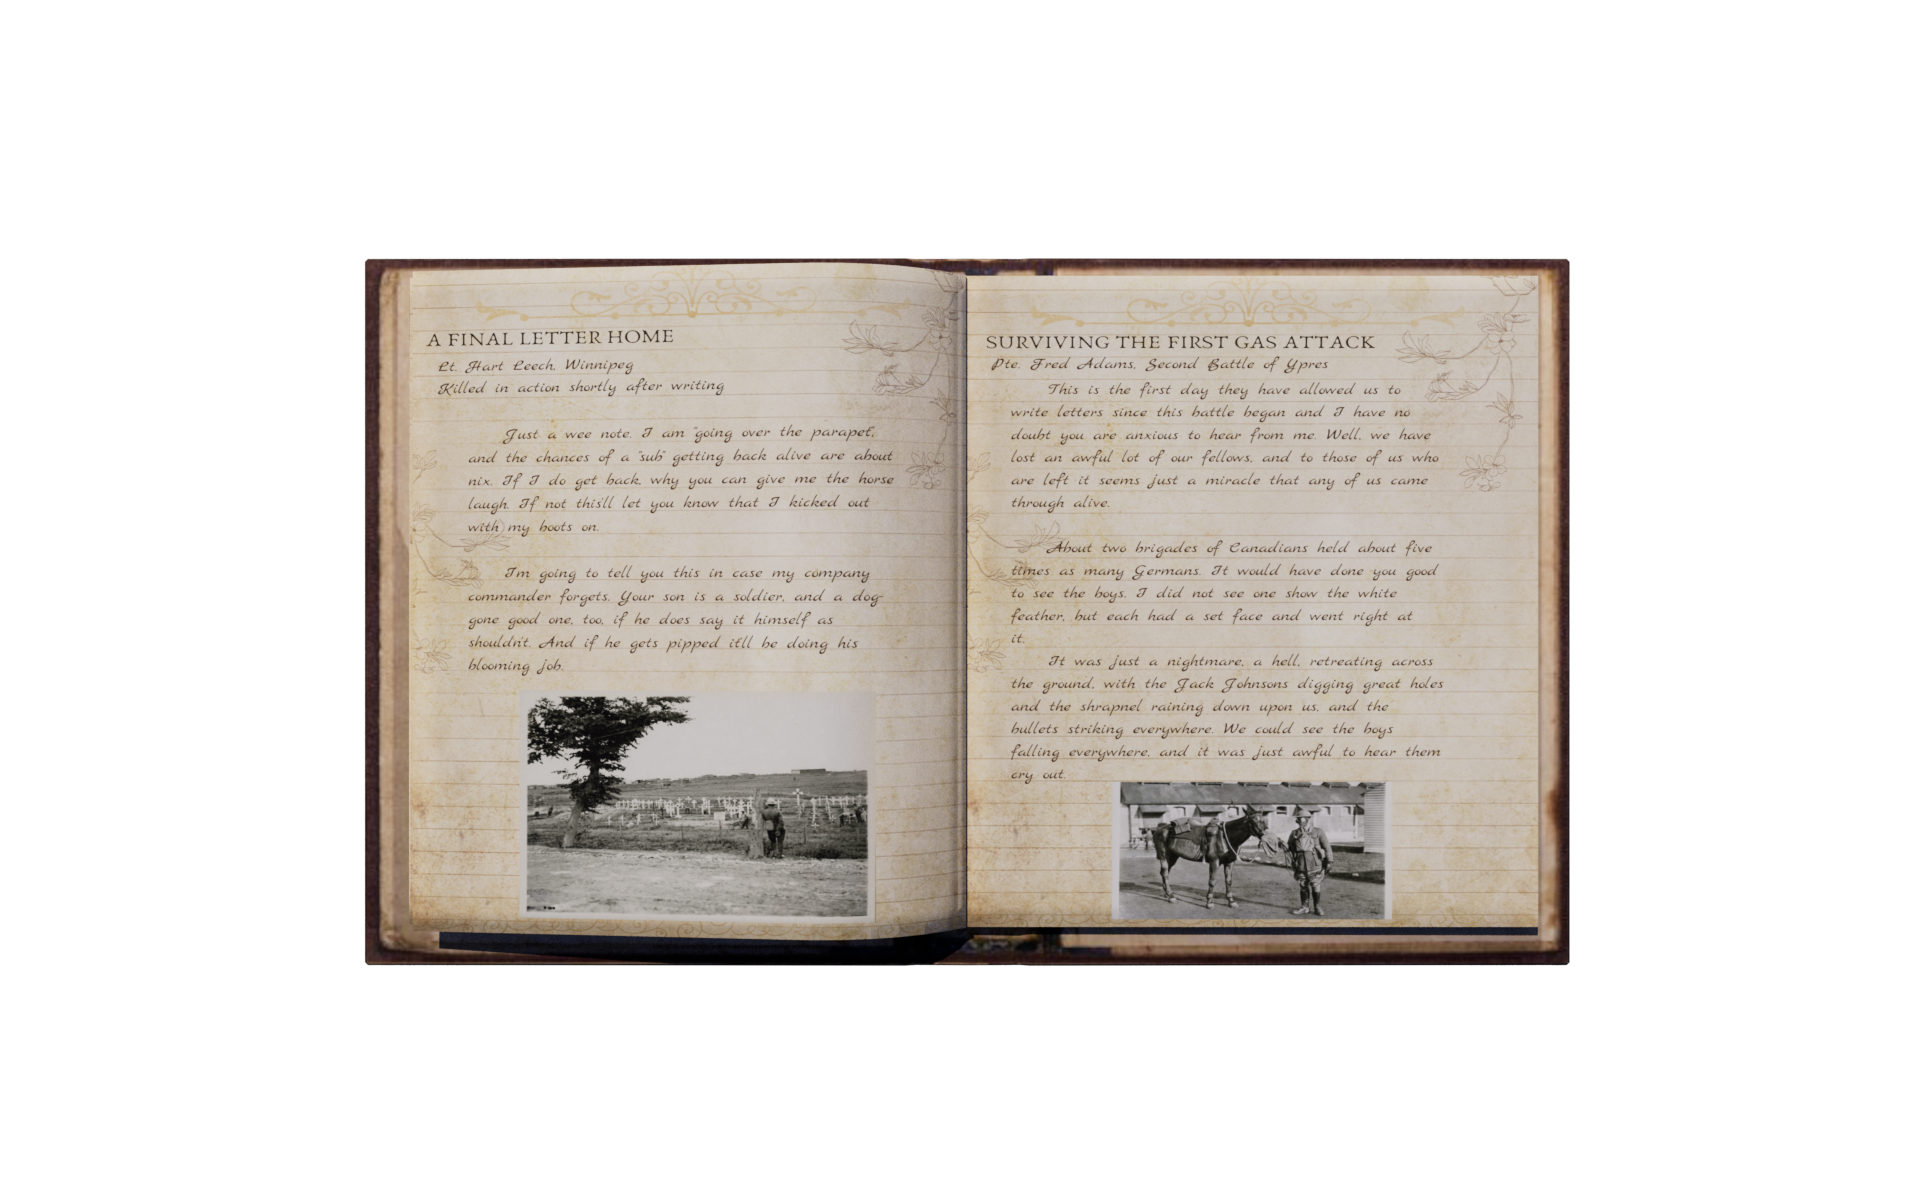 A FINAL LETTER HOME
Lt. Hart Leech, Winnipeg
Killed in action shortly after writing
Just a wee note. I am "going over the parapet",
and the chances of a "sub" getting back alive are about
nix. If I do get back, why you can give me the horse
laugh. If not this'll let you know that I kicked out
with my boots on.
I'm going to tell you this in case my company
commander forgets. Your son is a soldier, and a dog-
gone good one, too, if he does say it himself as
shouldn't. And if he gets pipped it'll be doing his
blooming job.
SURVIVING THE FIRST GAS ATTACK
Pte. Fred Adams, Second Battle of Ypres
This is the first day they have allowed us to
write letters since this battle began and I have no
doubt you are anxious to hear from me. Well, we have
lost an awful lot of our fellows, and to those of us who
are left it seems just a miracle that any of us came
through alive.
About two brigades of Canadians held about five
times as many Germans. It would have done you good
to see the boys. I did not see one show the white
feather, but each had a set face and went right at
it.
It was just a nightmare, a hell, retreating across
the ground, with the Jack Johnsons digging great holes
and the shrapnel raining down upon us, and the
bullets striking everywhere. We could see the boys
falling everywhere, and it was just awful to hear them
cry out.